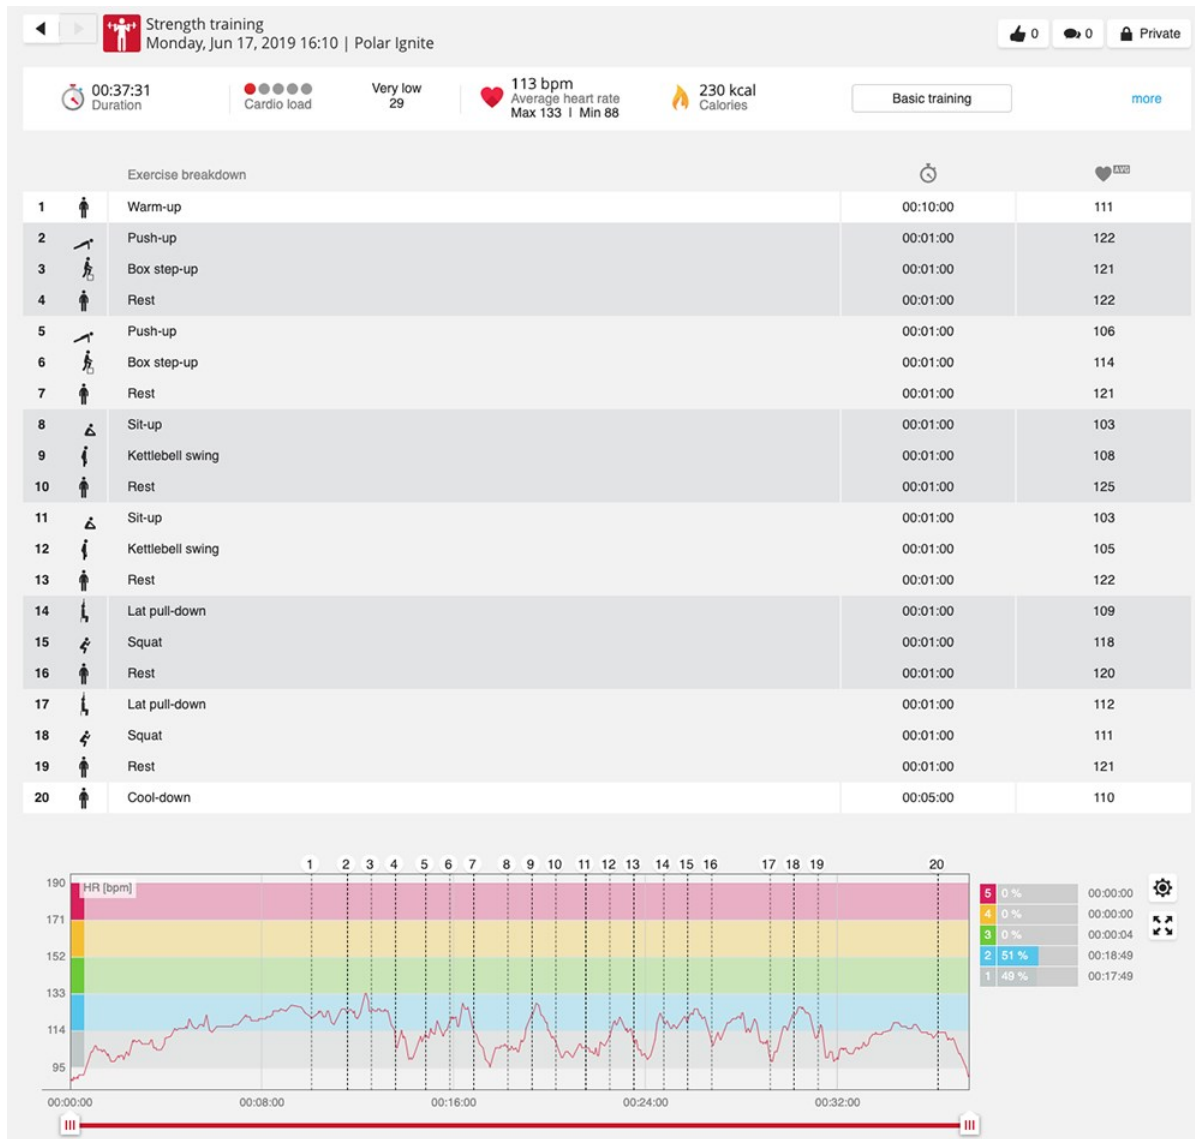 Strength training
Monday, Jun 17, 2019 16:10 | Polar Ignite
0 0 Private
00:37:31
Duration
Cardio load
Very low
29
113 bpm
Average heart rate
Max 133 | Min 88
230 kcal
Calories
Basic training
more
Exercise breakdown AVG
1 Warm-up 00:10:00 111
2 Push-up 00:01:00 122
3 Box step-up 00:01:00 121
4 Rest 00:01:00 122
5 Push-up 00:01:00 106
6 Box step-up 00:01:00 114
7 Rest 00:01:00 121
8 Sit-up 00:01:00 103
9 Kettlebell swing 00:01:00 108
10 Rest 00:01:00 125
11 Sit-up 00:01:00 103
12 Kettlebell swing 00:01:00 105
13 Rest 00:01:00 122
14 Lat pull-down 00:01:00 109
15 Squat 00:01:00 118
16 Rest 00:01:00 120
17 Lat pull-down 00:01:00 112
18 Squat 00:01:00 111
19 Rest 00:01:00 121
20 Cool-down 00:05:00 110
1 2 3 4 5 6 7 8 9 10 11 12 13 14 15 16 17 18 19 20
HR [bpm]
190
171
152
133
114
95
00:00:00 00:08:00 00:16:00 00:24:00 00:32:00
5 0 % 00:00:00
4 0 % 00:00:00
3 0 % 00:00:04
2 51 % 00:18:49
1 49 % 00:17:49